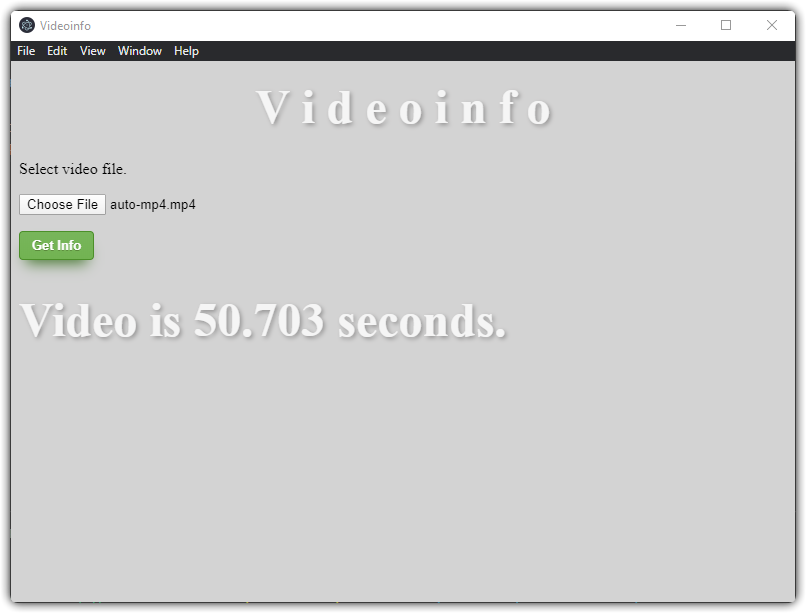 Videoinfo
File Edit View Window Help
V i d e o i n f o
Select video file.
Choose File auto-mp4.mp4
Get Info
Video is 50.703 seconds.